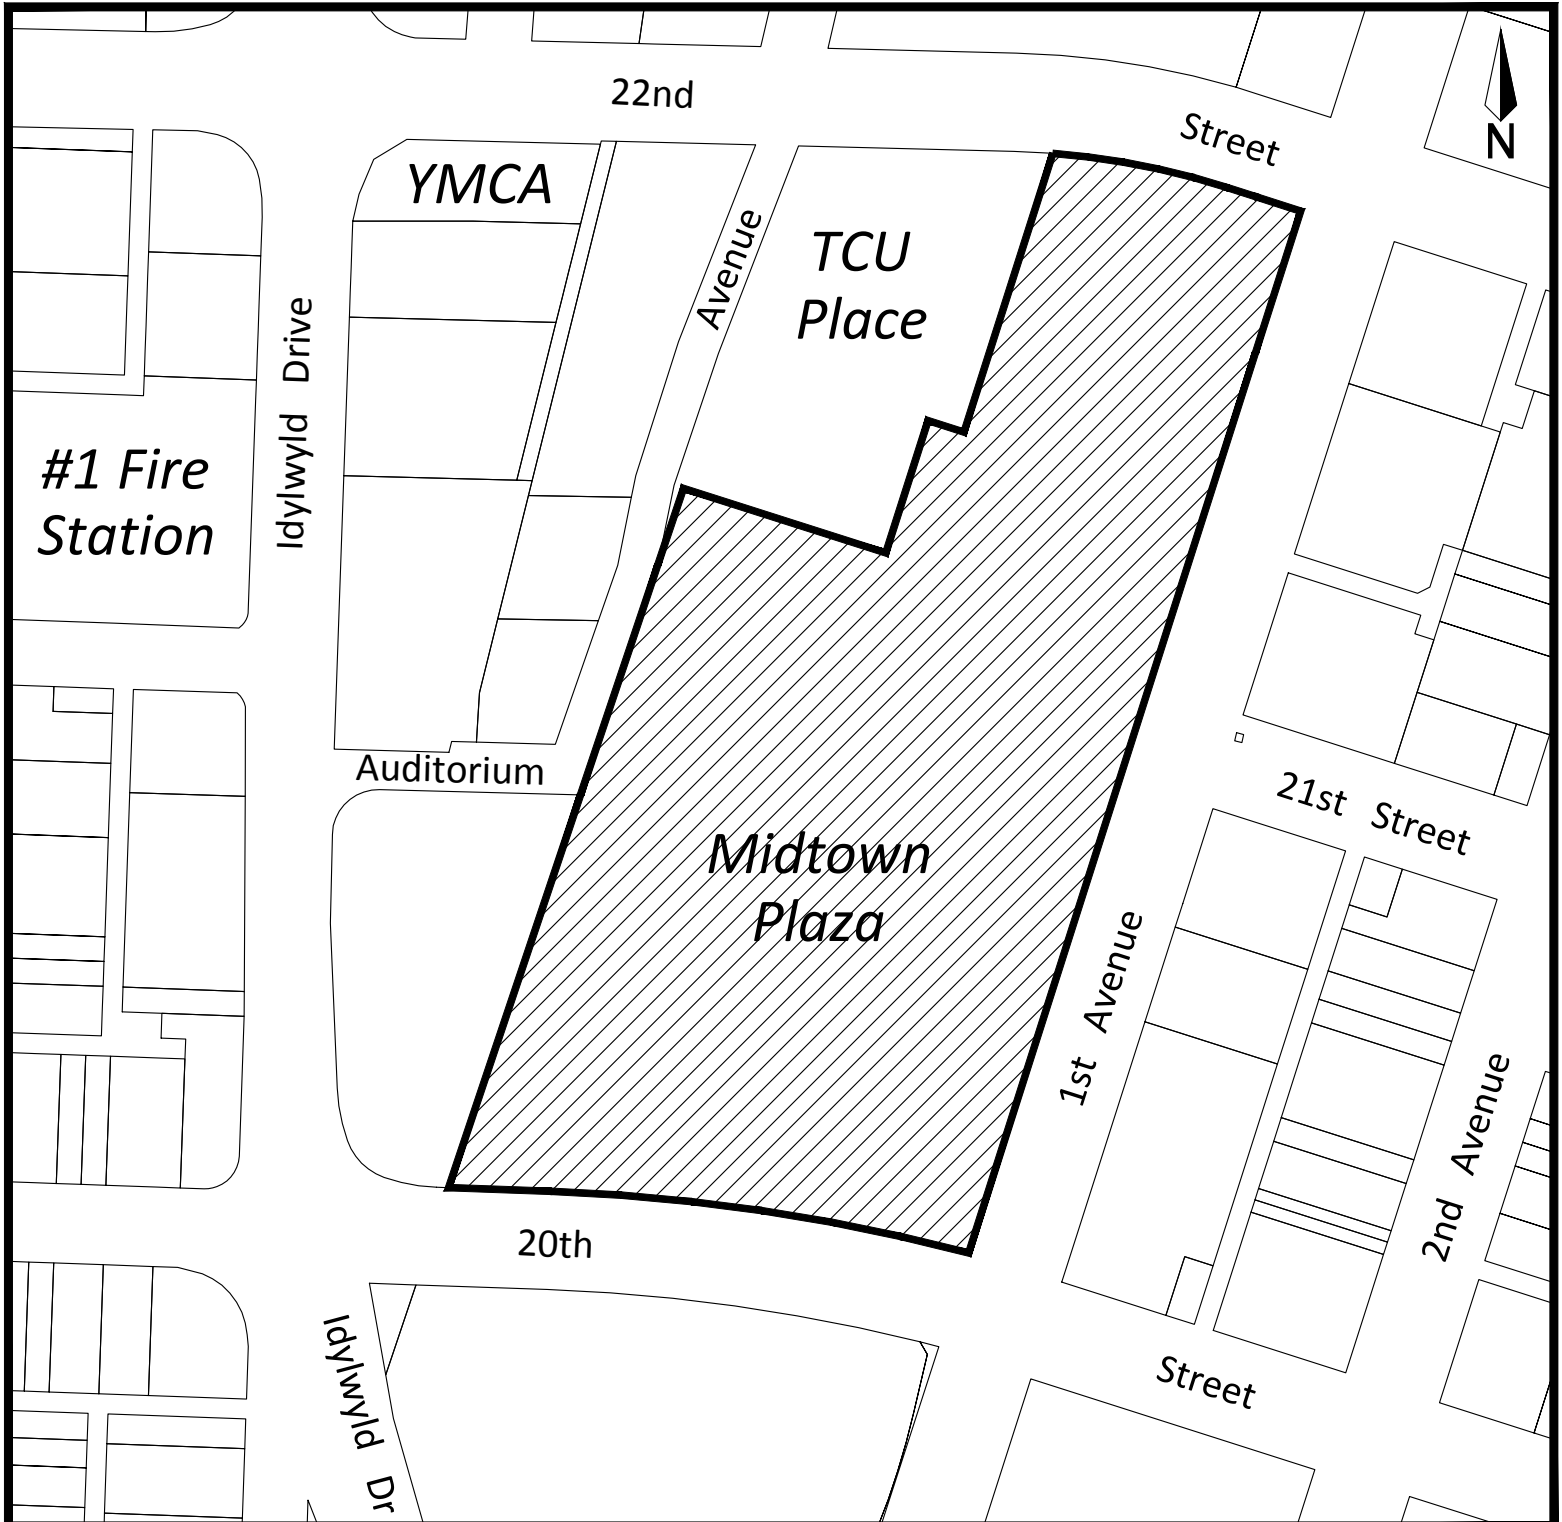 22nd
Street
N
YMCA
TCU
Place
Avenue
Idylwyld Drive
#1 Fire
Station
Auditorium
21st Street
Midtown
Plaza
1st Avenue
2nd Avenue
20th
Street
Idylwyld Dr